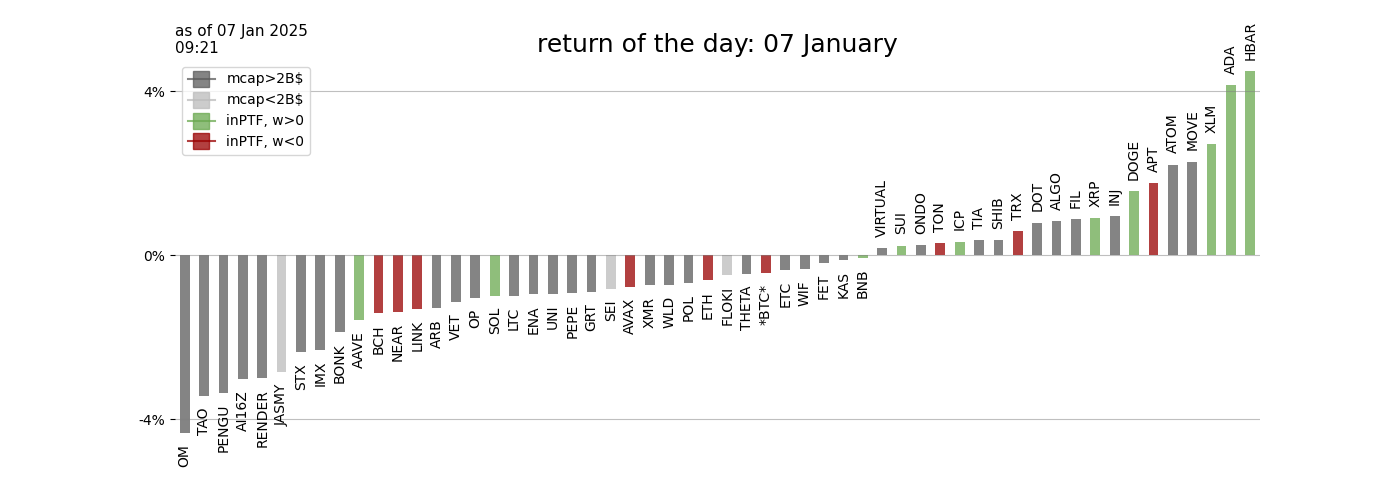 as of 07 Jan 2025
09:21
return of the day: 07 January
mcap>2B$
mcap<2B$
inPTF, w>0
inPTF, w<0
4%
0%
-4%
OM
TAO
PENGU
AI16Z
RENDER
JASMY
STX
IMX
BONK
AAVE
BCH
NEAR
LINK
ARB
VET
OP
SOL
LTC
ENA
UNI
PEPE
GRT
SEI
AVAX
XMR
WLD
POL
ETH
FLOKI
THETA
*BTC*
ETC
WIF
FET
KAS
BNB
VIRTUAL
SUI
ONDO
TON
ICP
TIA
SHIB
TRX
DOT
ALGO
FIL
XRP
INJ
DOGE
APT
ATOM
MOVE
XLM
ADA
HBAR